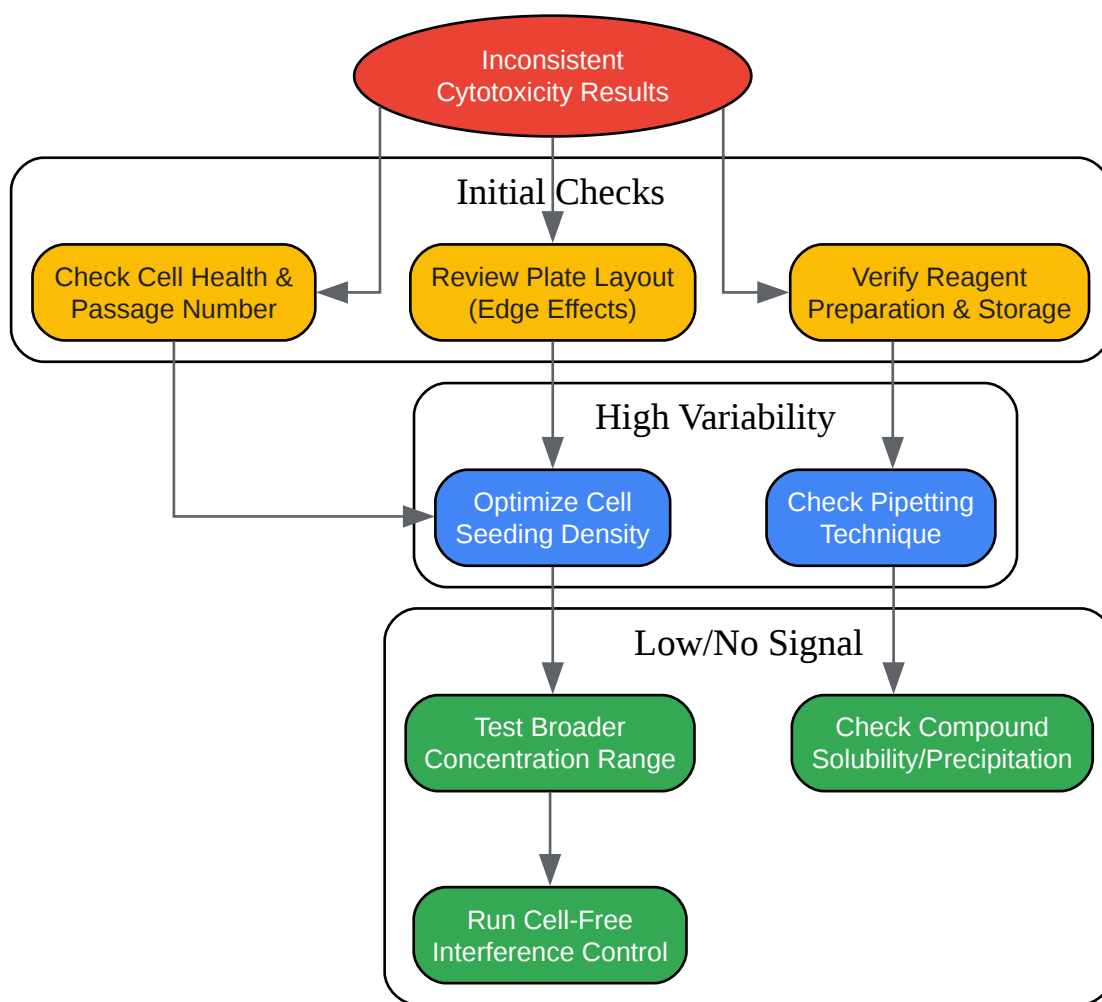 Inconsistent
Cytotoxicity Results
Initial Checks
Check Cell Health &
Passage Number
Review Plate Layout
(Edge Effects)
Verify Reagent
Preparation & Storage
High Variability
Optimize Cell
Seeding Density
Check Pipetting
Technique
Low/No Signal
Test Broader
Concentration Range
Check Compound
Solubility/Precipitation
Run Cell-Free
Interference Control